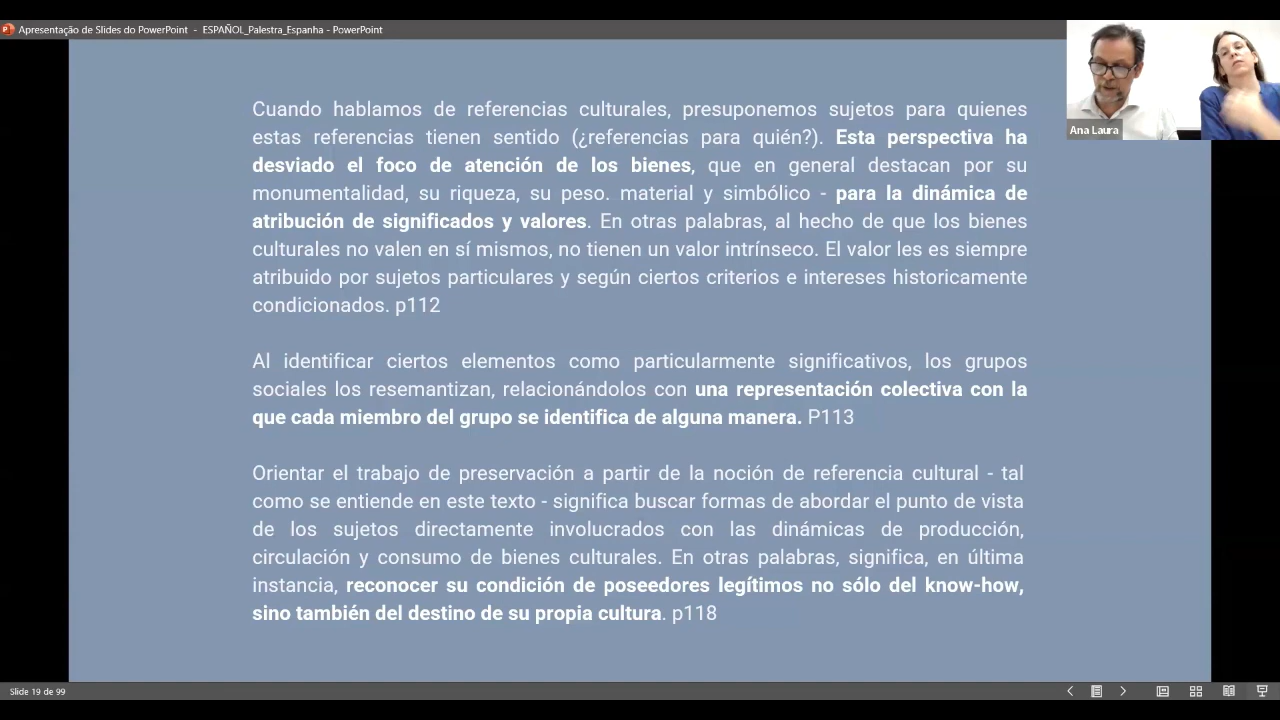 Apresentação de Slides do PowerPoint - ESPAÑOL_Palestra_Espanha - PowerPoint
Ana Laura
Cuando hablamos de referencias culturales, presuponemos sujetos para quienes
estas referencias tienen sentido (¿referencias para quién?). Esta perspectiva ha
desviado el foco de atención de los bienes, que en general destacan por su
monumentalidad, su riqueza, su peso. material y simbólico - para la dinámica de
atribución de significados y valores. En otras palabras, al hecho de que los bienes
culturales no valen en sí mismos, no tienen un valor intrínseco. El valor les es siempre
atribuido por sujetos particulares y según ciertos criterios e intereses historicamente
condicionados. p112
Al identificar ciertos elementos como particularmente significativos, los grupos
sociales los resemantizan, relacionándolos con una representación colectiva con la
que cada miembro del grupo se identifica de alguna manera. P113
Orientar el trabajo de preservación a partir de la noción de referencia cultural - tal
como se entiende en este texto - significa buscar formas de abordar el punto de vista
de los sujetos directamente involucrados con las dinámicas de producción,
circulación y consumo de bienes culturales. En otras palabras, significa, en última
instancia, reconocer su condición de poseedores legítimos no sólo del know-how,
sino también del destino de su propia cultura. p118
Slide 19 de 99